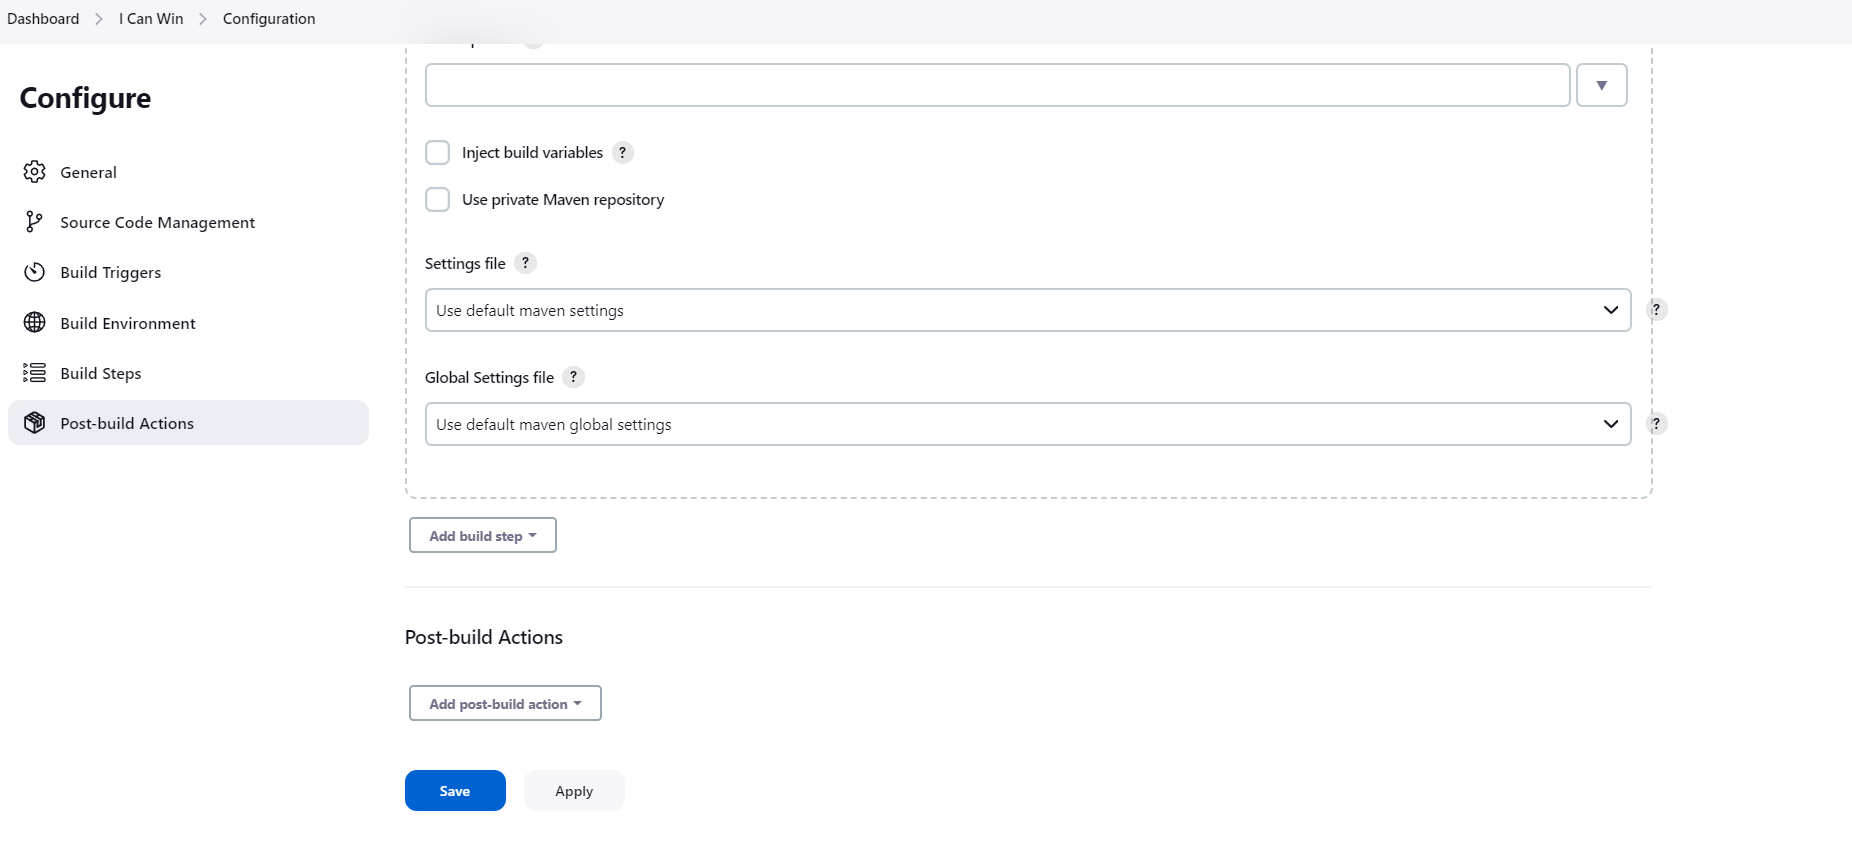 Dashboard > I Can Win > Configuration
Configure
General
Source Code Management
Build Triggers
Build Environment
Build Steps
Post-build Actions
Inject build variables ?
Use private Maven repository
Settings file ?
Use default maven settings ?
Global Settings file ?
Use default maven global settings ?
Add build step
Post-build Actions
Add post-build action
Save Apply